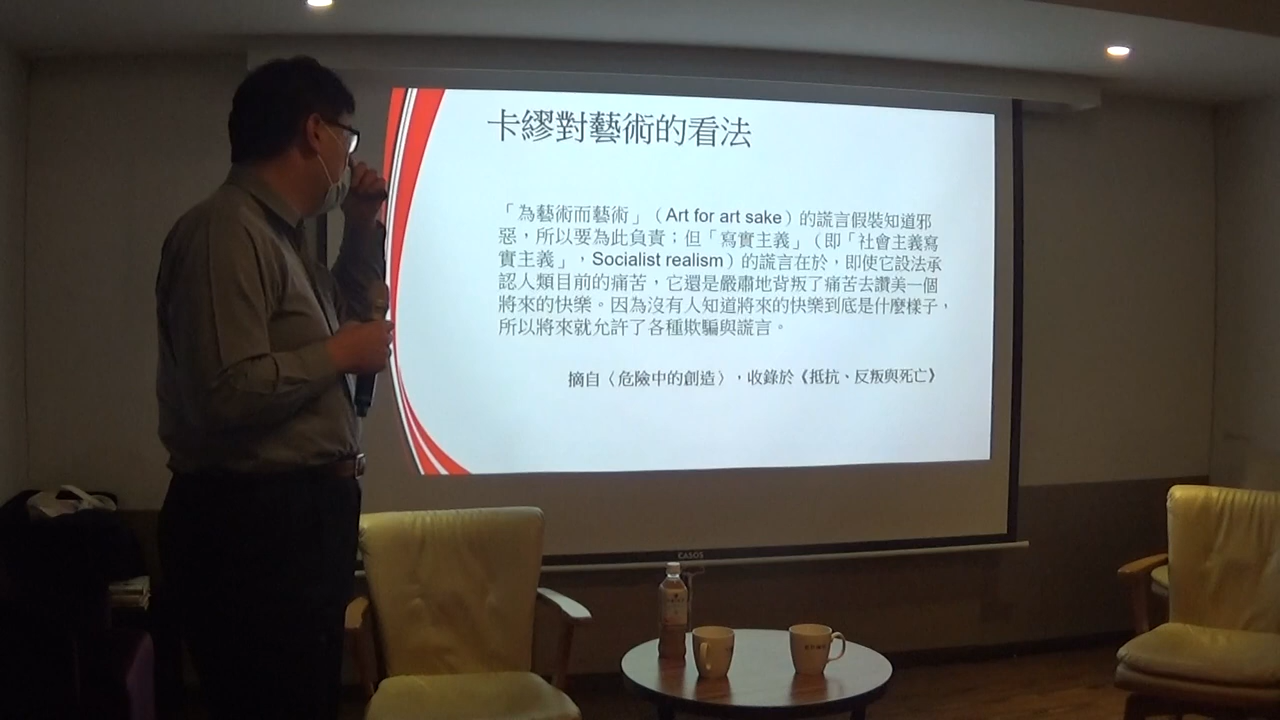 卡繆對藝術的看法
「為藝術而藝術」（Art for art sake）的謊言假裝知道邪
惡，所以要為此負責；但「寫實主義」（即「社會主義寫
實主義」，Socialist realism）的謊言在於，即使它設法承
認人類目前的痛苦，它還是嚴肅地背叛了痛苦去讚美一個
將來的快樂。因為沒有人知道將來的快樂到底是什麼樣子，
所以將來就允許了各種欺騙與謊言。
摘自〈危險中的創造〉，收錄於《抵抗、反叛與死亡》
CASOS